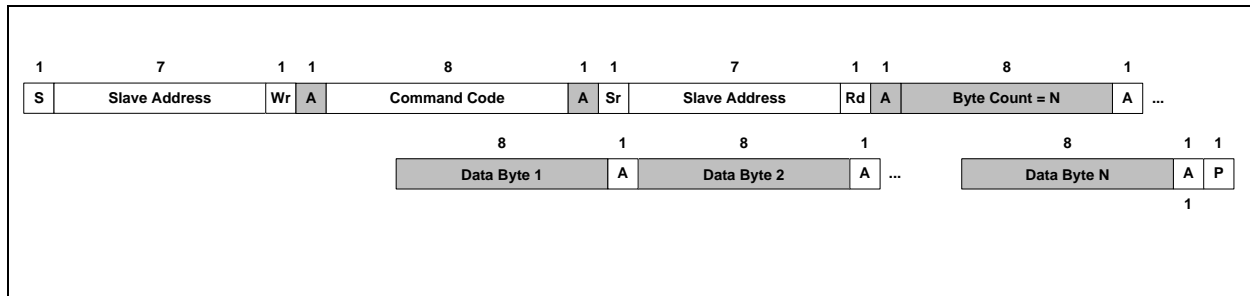 1 7 1 1 8 1 1 7 1 1 8 1
S Slave Address Wr A Command Code A Sr Slave Address Rd A Byte Count = N A ...
8 1 8 1 8 1 1
Data Byte 1 A Data Byte 2 A ... Data Byte N A P
1